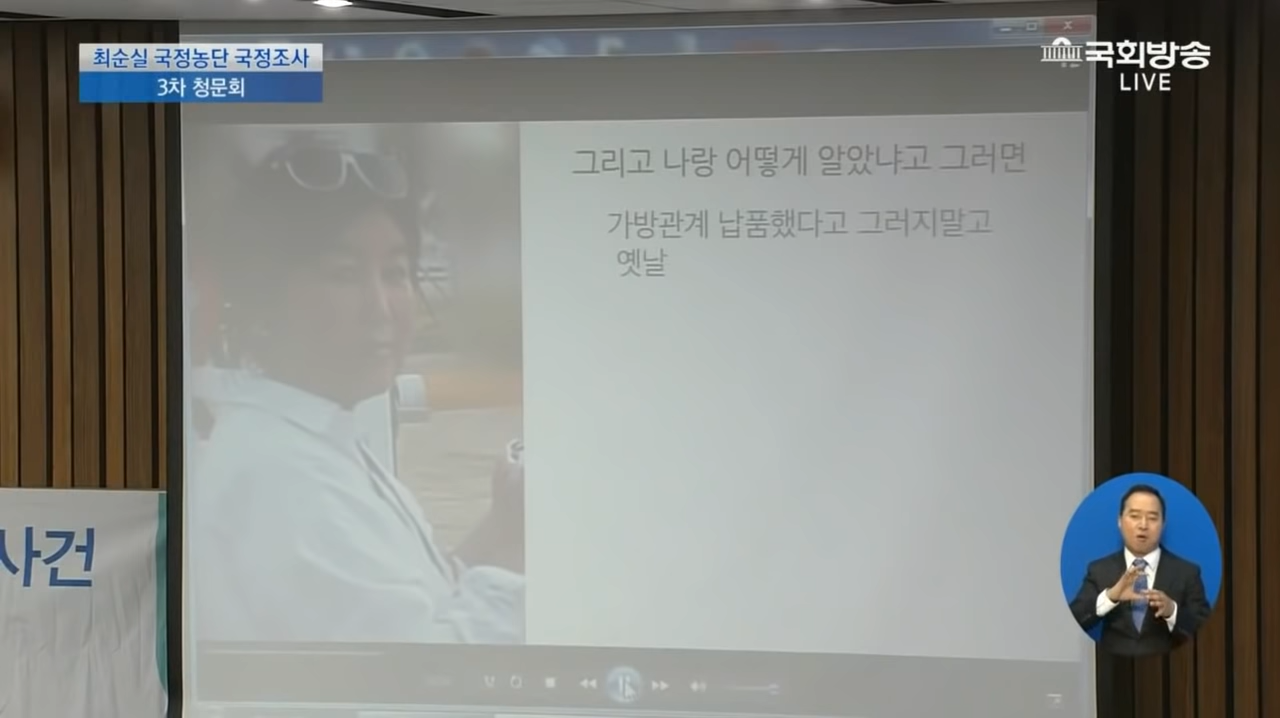 최순실 국정농단 국정조사
3차 청문회
국회방송
LIVE
그리고 나랑 어떻게 알았냐고 그러면
가방관계 납품했다고 그러지말고
옛날
사건